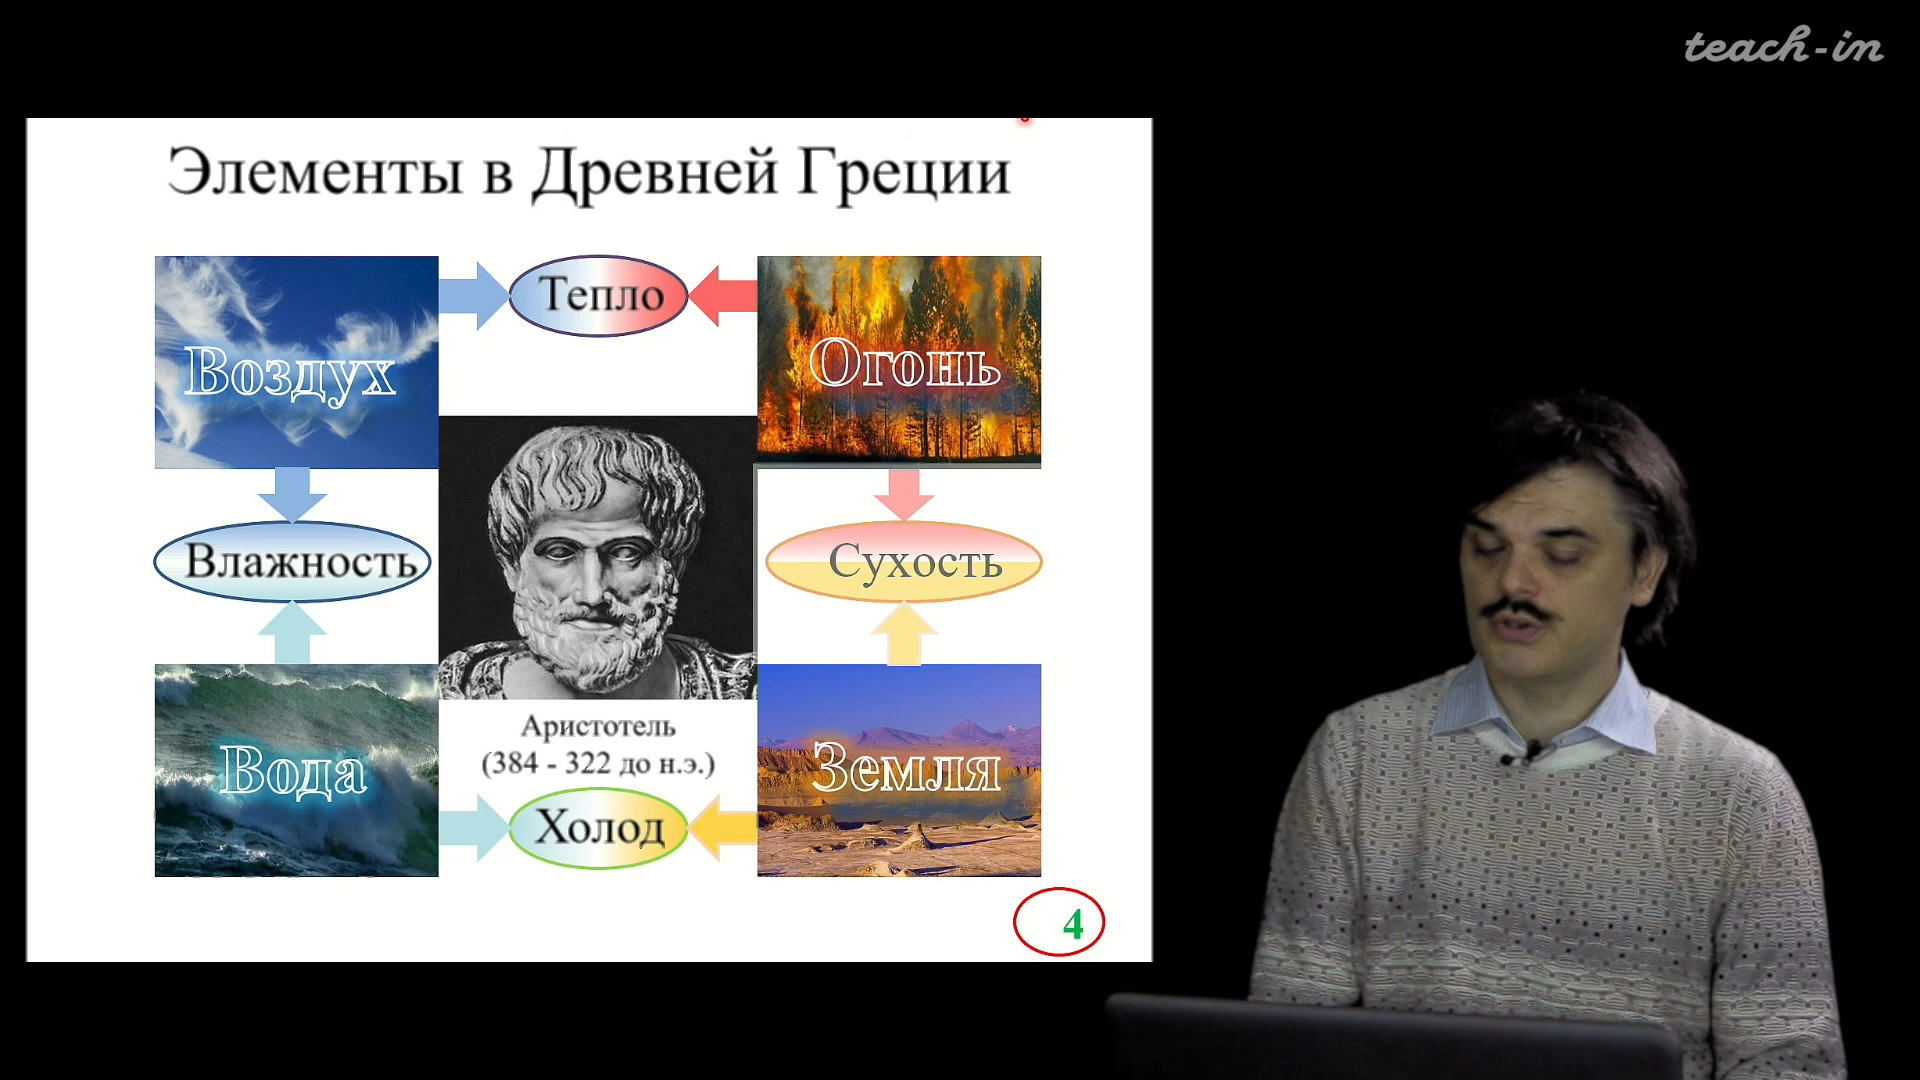 teach-in
Элементы в Древней Греции
Воздух
Тепло
Огонь
Влажность
Сухость
Вода
Аристотель
(384 - 322 до н.э.)
Холод
Земля
4